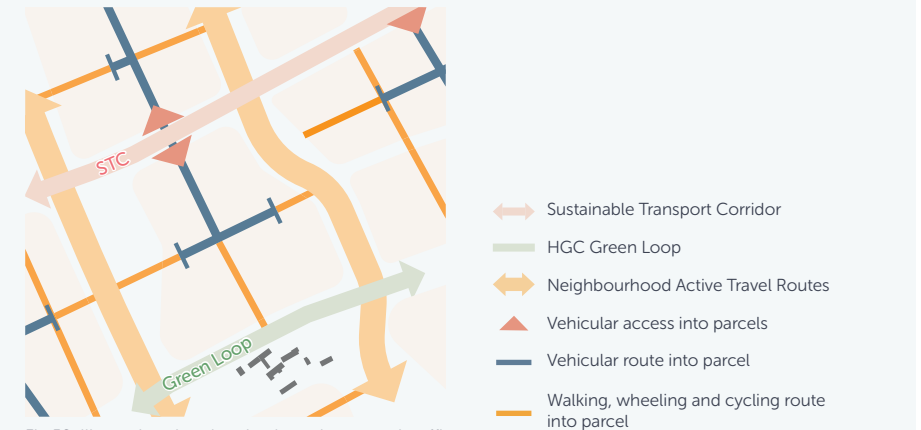 STC
Green Loop
Sustainable Transport Corridor
HGC Green Loop
Neighbourhood Active Travel Routes
Vehicular access into parcels
Vehicular route into parcel
Walking, wheeling and cycling route
into parcel